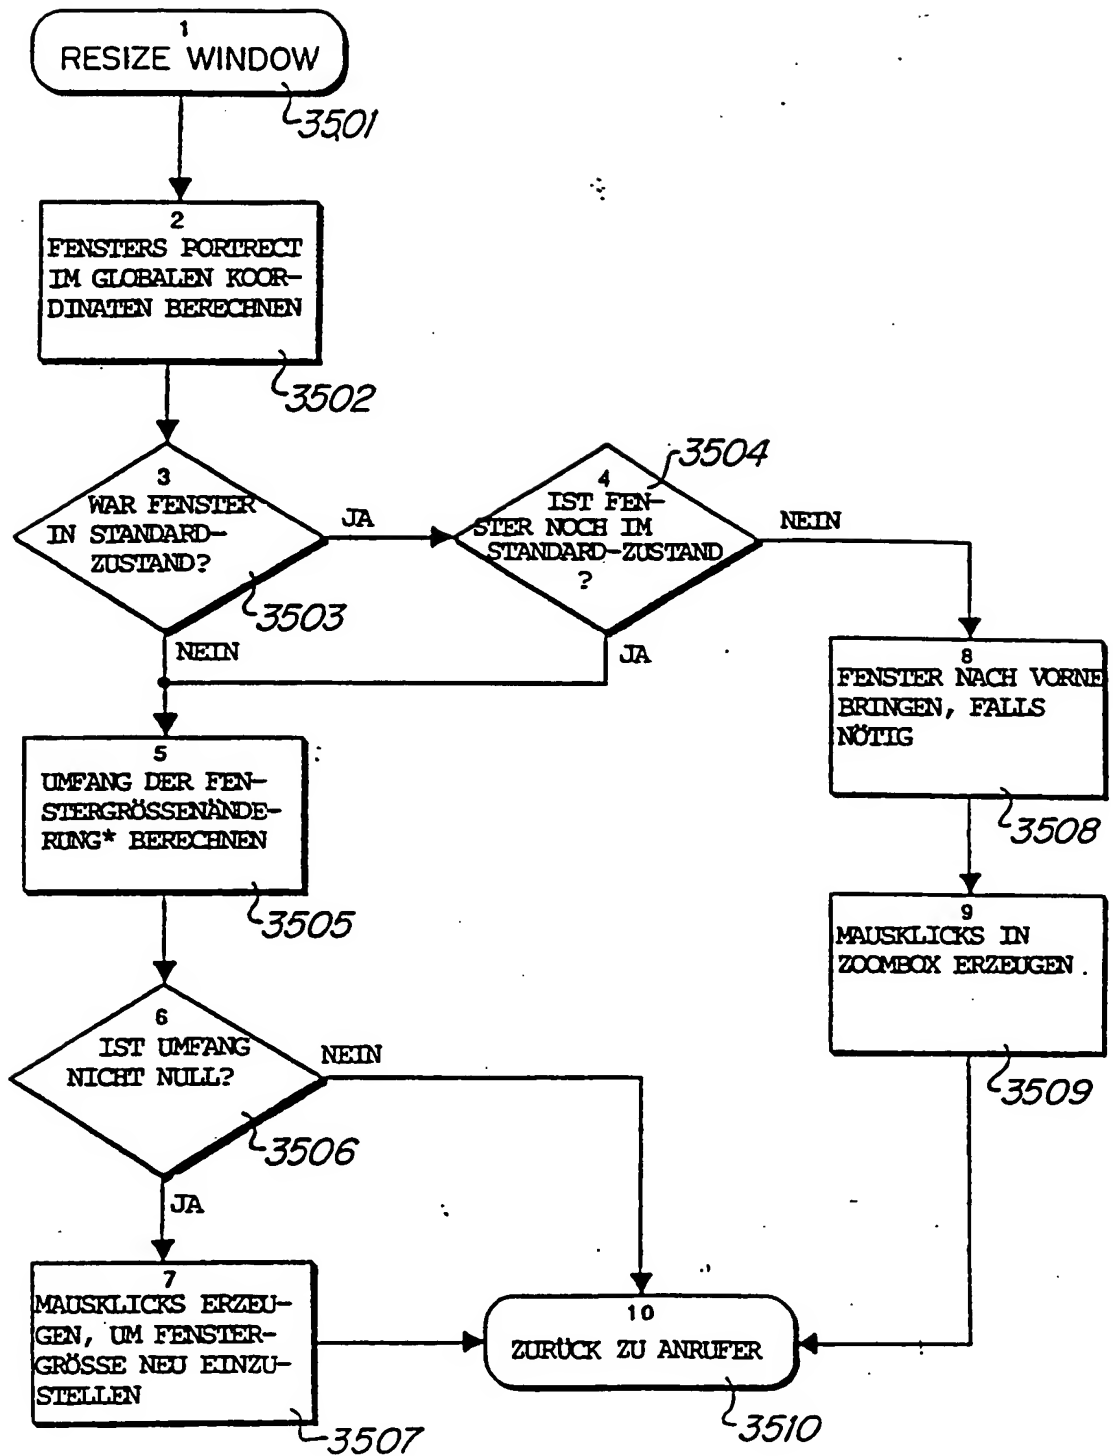 1
RESIZE WINDOW
3501
2
FENSTERS PORTRECT
IM GLOBALEN KOOR-
DINATEN BERECHNEN
3502
3
WAR FENSTER
IN STANDARD-
ZUSTAND?
3503
JA
NEIN
4
IST FEN-
STER NOCH IM
STANDARD-ZUSTAND
?
3504
NEIN
JA
5
UMFANG DER FEN-
STERGRÖSSENÄNDE-
RUNG* BERECHNEN
3505
6
IST UMFANG
NICHT NULL?
3506
NEIN
JA
7
MAUSKLICKS ERZEU-
GEN, UM FENSTER-
GRÖSSE NEU EINZU-
STELLEN
3507
8
FENSTER NACH VORNE
BRINGEN, FALLS
NÖTIG
3508
9
MAUSKLICKS IN
ZOOMBOX ERZEUGEN
3509
10
ZURÜCK ZU ANRUFER
3510